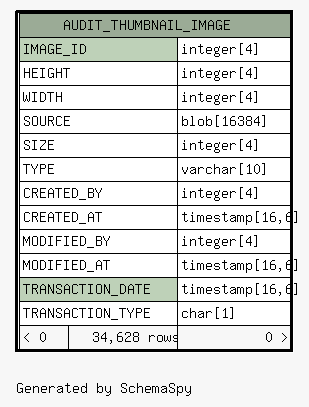 AUDIT_THUMBNAIL_IMAGE
IMAGE_ID integer[4]
HEIGHT integer[4]
WIDTH integer[4]
SOURCE blob[16384]
SIZE integer[4]
TYPE varchar[10]
CREATED_BY integer[4]
CREATED_AT timestamp[16,6]
MODIFIED_BY integer[4]
MODIFIED_AT timestamp[16,6]
TRANSACTION_DATE timestamp[16,6]
TRANSACTION_TYPE char[1]
< 0 34,628 rows 0 >
Generated by SchemaSpy